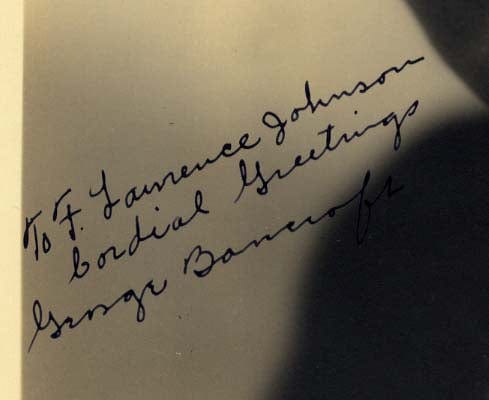 To F. Lawrence Johnson
Cordial Greetings
George Bancroft